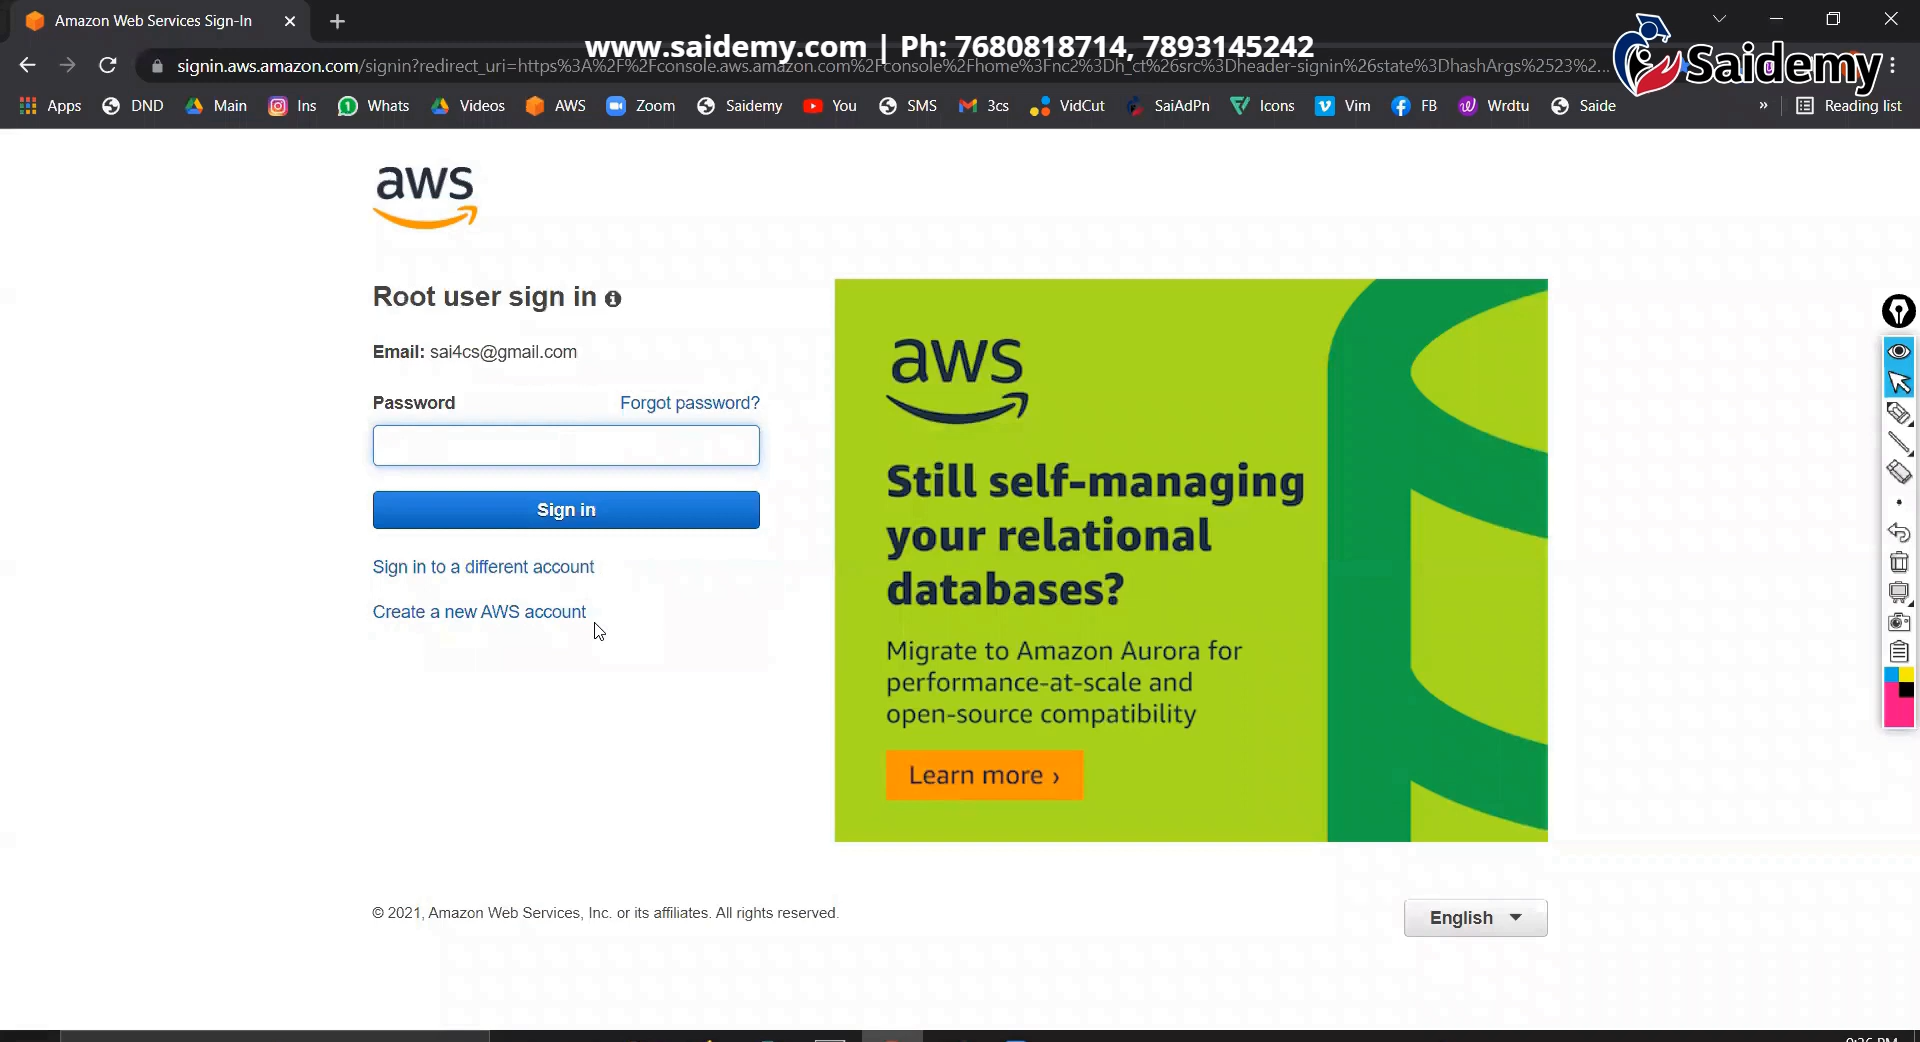 Amazon Web Services Sign-In
www.saidemy.com | Ph: 7680818714, 7893145242
signin.aws.amazon.com/signin?redirect_uri=https%3A%2F%2Fconsole.aws.amazon.com%2Fconsole%2Fhome%3Fnc2%3Dh_ct%26src%3Dheader-signin%26state%3DhashArgs%2523%2...
Saidemy
Apps DND Main Ins Whats Videos AWS Zoom Saidemy You SMS 3cs VidCut SaiAdPn Icons Vim FB Wrdtu Saide » Reading list
aws
Root user sign in
Email: sai4cs@gmail.com
Password Forgot password?
Sign in
Sign in to a different account
Create a new AWS account
aws
Still self-managing
your relational
databases?
Migrate to Amazon Aurora for
performance-at-scale and
open-source compatibility
Learn more ›
© 2021, Amazon Web Services, Inc. or its affiliates. All rights reserved.
English